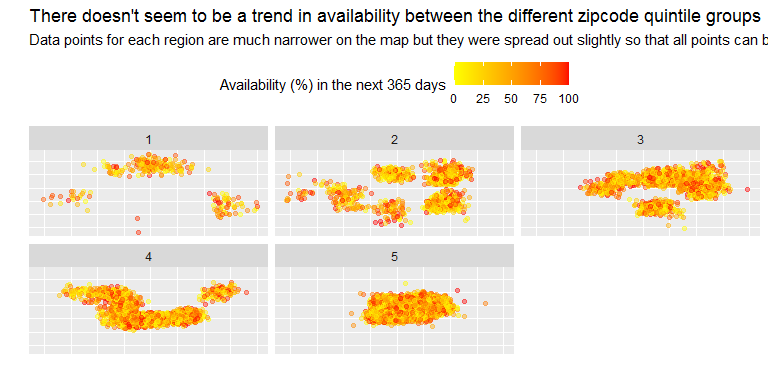 There doesn't seem to be a trend in availability between the different zipcode quintile groups
Data points for each region are much narrower on the map but they were spread out slightly so that all points can b
Availability (%) in the next 365 days
0 25 50 75 100
1 2 3
4 5